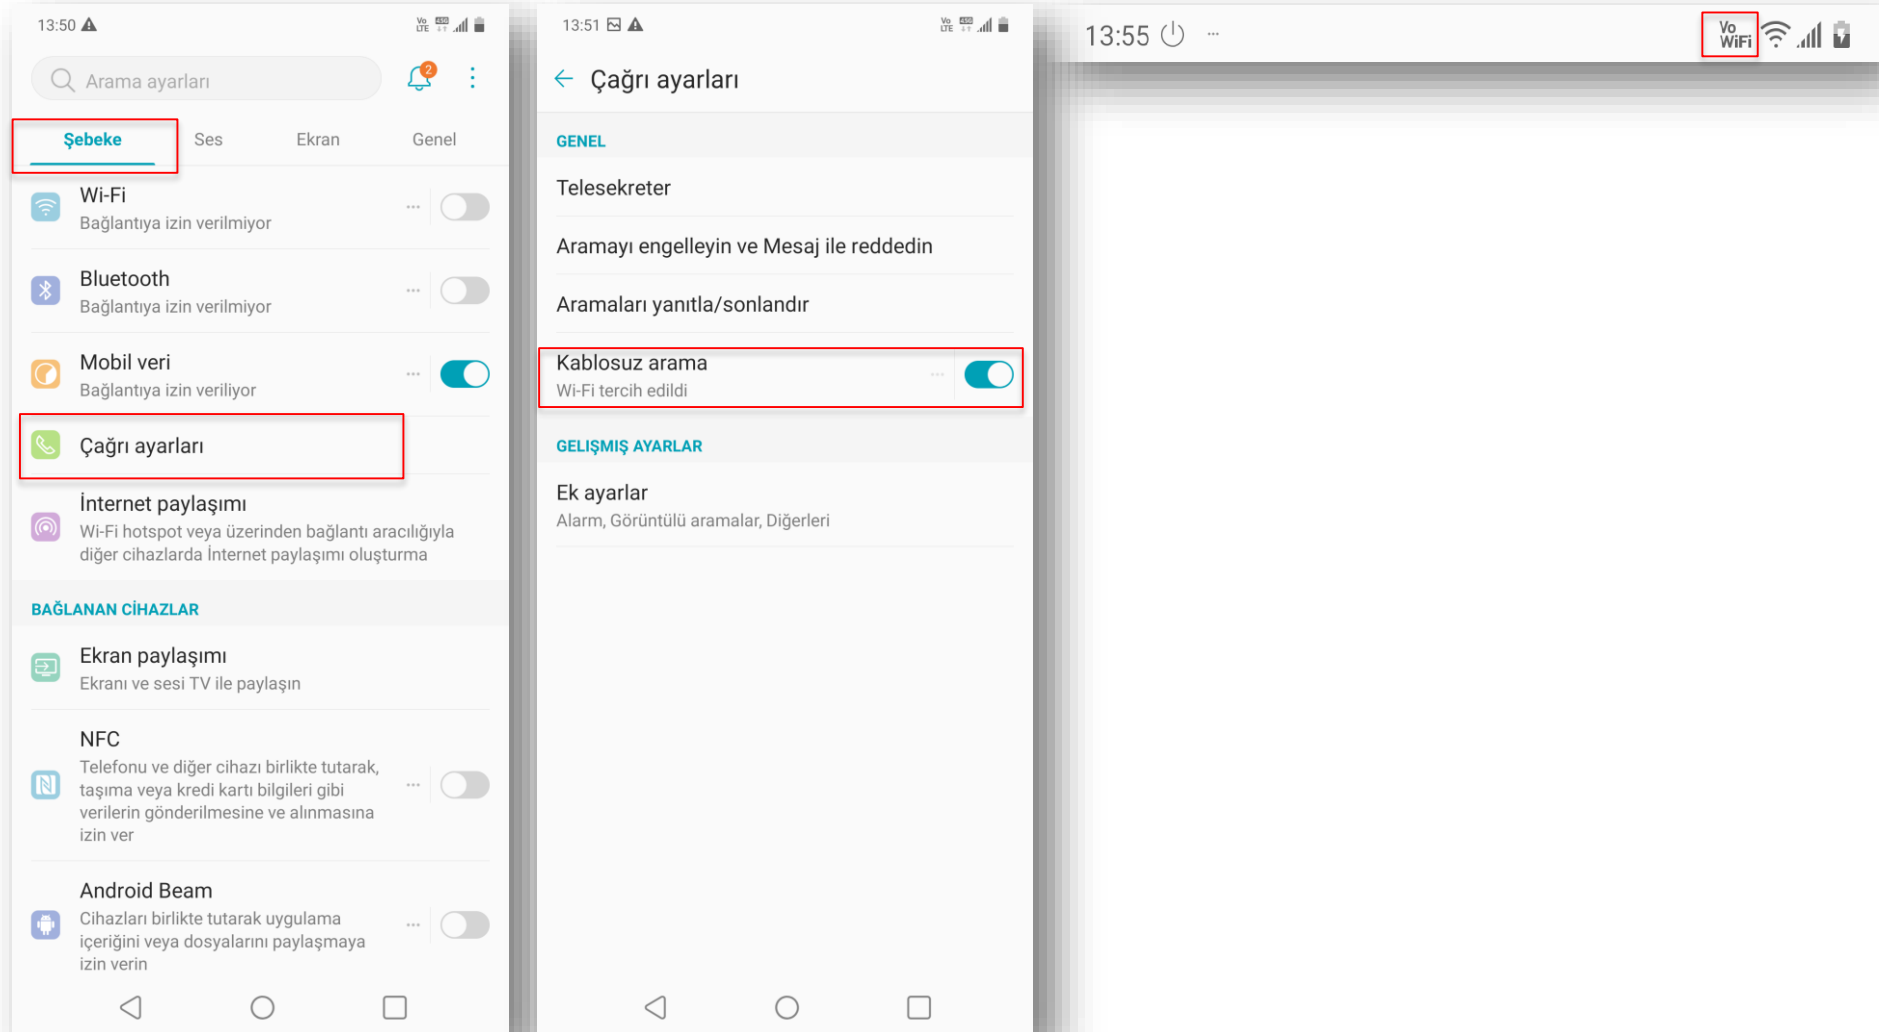 13:50
Vo
LTE
Arama ayarları
2
Şebeke
Ses
Ekran
Genel
Wi-Fi
Bağlantıya izin verilmiyor
Bluetooth
Bağlantıya izin verilmiyor
Mobil veri
Bağlantıya izin veriliyor
Çağrı ayarları
İnternet paylaşımı
Wi-Fi hotspot veya üzerinden bağlantı aracılığıyla
diğer cihazlarda İnternet paylaşımı oluşturma
BAĞLANAN CİHAZLAR
Ekran paylaşımı
Ekranı ve sesi TV ile paylaşın
NFC
Telefonu ve diğer cihazı birlikte tutarak,
taşıma veya kredi kartı bilgileri gibi
verilerin gönderilmesine ve alınmasına
izin ver
Android Beam
Cihazları birlikte tutarak uygulama
içeriğini veya dosyalarını paylaşmaya
izin verin
13:51
Vo
LTE
Çağrı ayarları
GENEL
Telesekreter
Aramayı engelleyin ve Mesaj ile reddedin
Aramaları yanıtla/sonlandır
Kablosuz arama
Wi-Fi tercih edildi
GELIŞMIŞ AYARLAR
Ek ayarlar
Alarm, Görüntülü aramalar, Diğerleri
13:55
Vo
WiFi